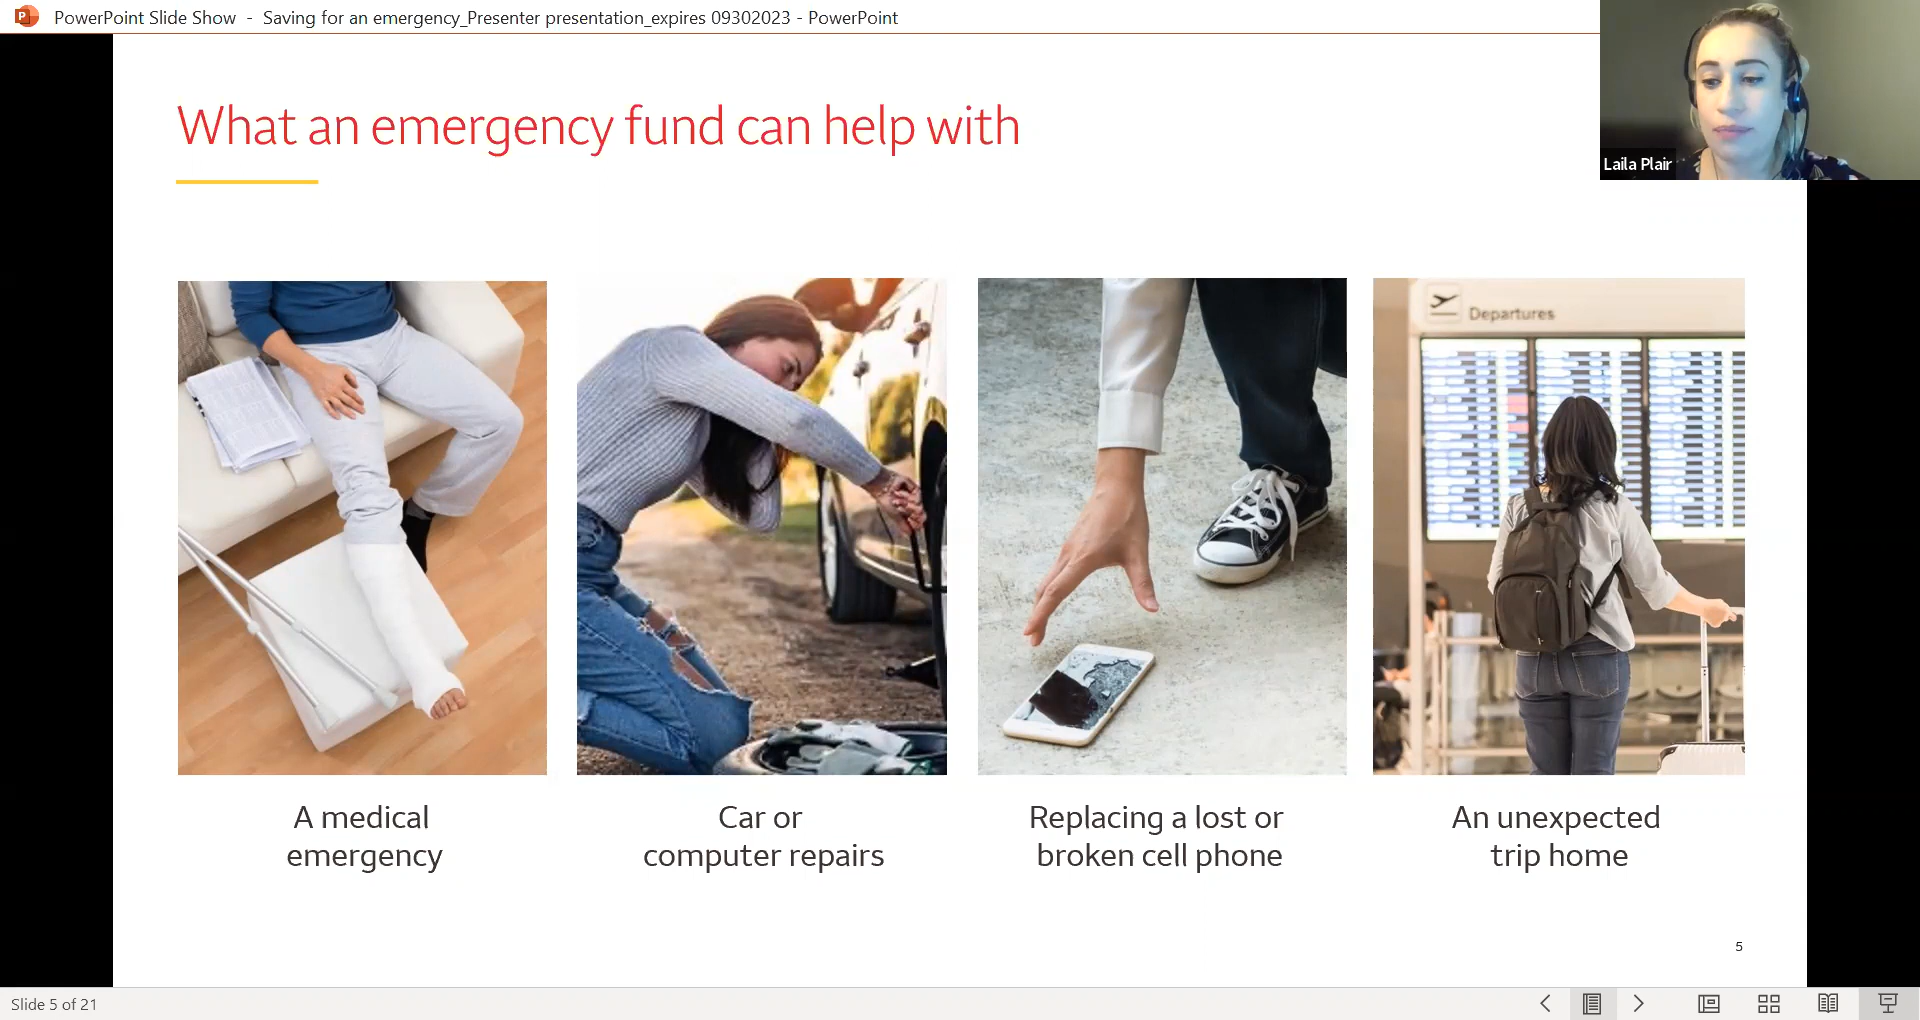 PowerPoint Slide Show - Saving for an emergency_Presenter presentation_expires 09302023 - PowerPoint
Laila Plair
What an emergency fund can help with
Departures
A medical
emergency
Car or
computer repairs
Replacing a lost or
broken cell phone
An unexpected
trip home
5
Slide 5 of 21